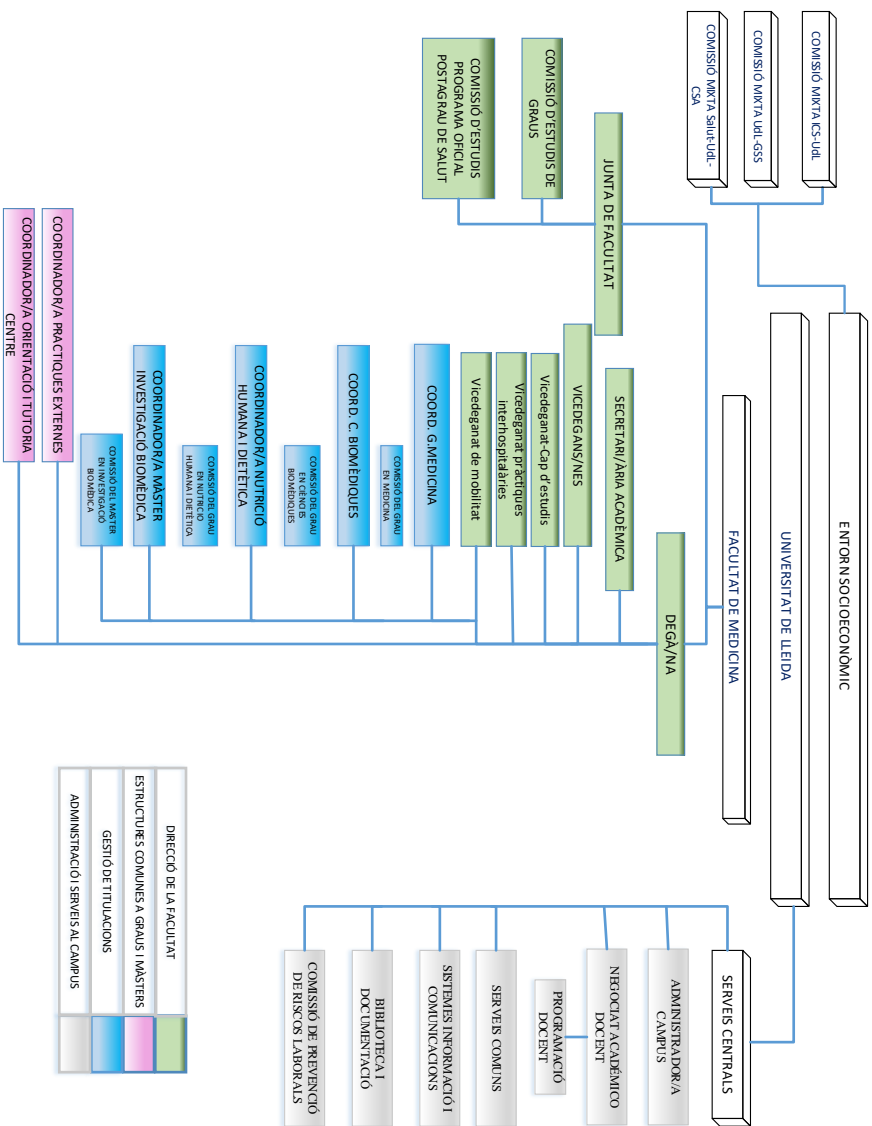 ENTORN SOCIOECONÒMIC
COMISSIÓ MIXTA ICS-UdL
COMISSIÓ MIXTA UdL-GSS
COMISSIÓ MIXTA Salut-UdL-
CSA
UNIVERSITAT DE LLEIDA
FACULTAT DE MEDICINA
SERVEIS CENTRALS
DEGÀ/NA
JUNTA DE FACULTAT
COMISSIÓ D'ESTUDIS DE
GRAUS
COMISSIÓ D'ESTUDIS
PROGRAMA OFICIAL
POSTAGRAU DE SALUT
SECRETARI/ÀRIA ACADÈMICA
VICEDEGANS/NES
Vicedeganat-Cap d'estudis
Vicedeganat pràctiques
interhospitalàries
Vicedeganat de mobilitat
COORD. G.MEDICINA
COMISSIÓ DEL GRAU
EN MEDICINA
COORD. C. BIOMÈDIQUES
COMISSIÓ DEL GRAU
EN CIÈNCIES
BIOMÈDIQUES
COORDINADOR/A NUTRICIÓ
HUMANA I DIETÈTICA
COMISSIÓ DEL GRAU
EN NUTRICIO
HUMANA I DIETÈTICA
COORDINADOR/A MÀSTER
INVESTIGACIÓ BIOMÈDICA
COMISSIÓ DEL MÀSTER
EN INVESTIGACIÓ
BIOMÈDICA
COORDINADOR/A PRACTIQUES EXTERNES
COORDINADOR/A ORIENTACIÓ I TUTORIA
CENTRE
ADMINISTRADOR/A
CAMPUS
NEGOCIAT ACADÉMICO
DOCENT
PROGRAMACIÓ
DOCENT
SERVEIS COMUNS
SISTEMES INFORMACIÓ I
COMUNICACIONS
BIBLIOTECA I
DOCUMENTACIÓ
COMISSIÓ DE PREVENCIÓ
DE RISCOS LABORALS
DIRECCIÓ DE LA FACULTAT
ESTRUCTURES COMUNES A GRAUS I MÀSTERS
GESTIÓ DE TITULACIONS
ADMINISTRACIÓ I SERVEIS AL CAMPUS